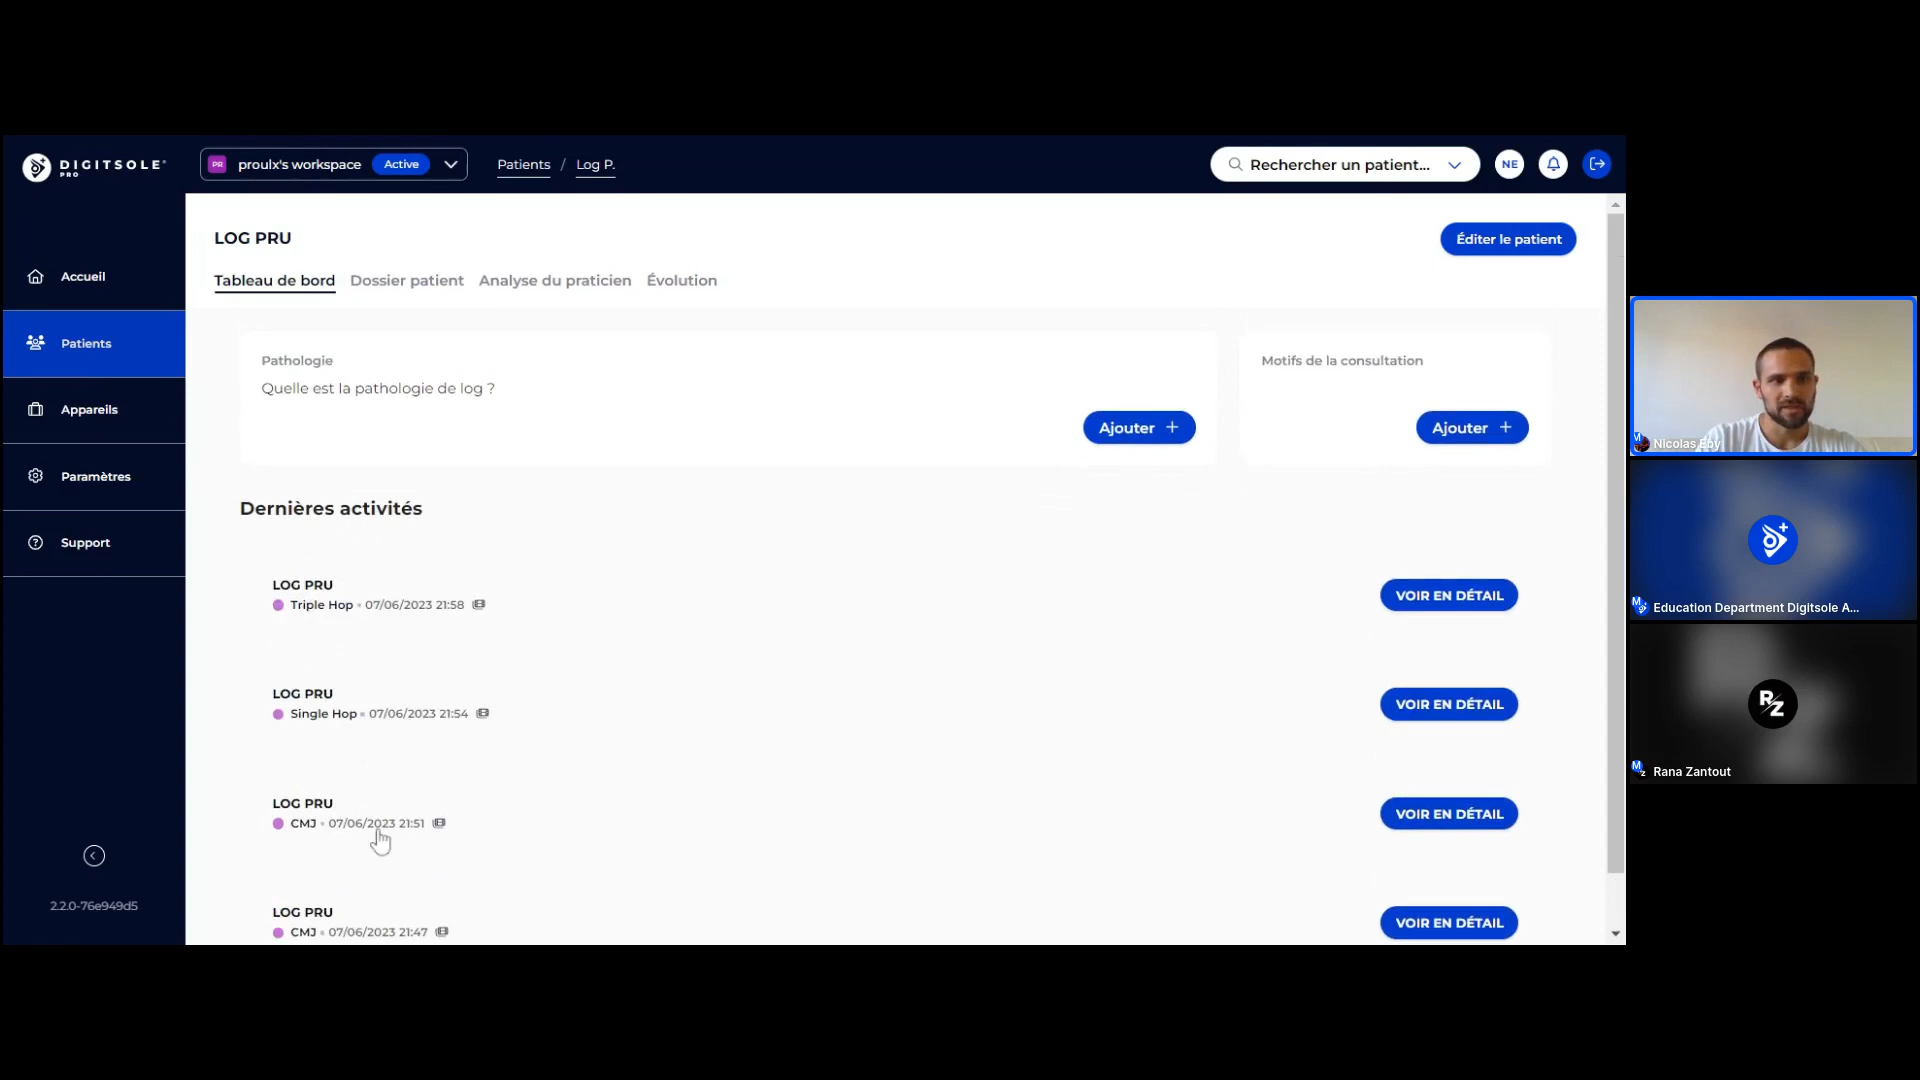 DIGITSOLE
PRO
PR proulx's workspace Active
Patients / Log P.
Rechercher un patient...
NE
LOG PRU
Éditer le patient
Tableau de bord
Dossier patient
Analyse du praticien
Évolution
Accueil
Patients
Appareils
Paramètres
Support
2.2.0-76e949d5
Pathologie
Quelle est la pathologie de log ?
Ajouter +
Motifs de la consultation
Ajouter +
Dernières activités
LOG PRU
Triple Hop • 07/06/2023 21:58
VOIR EN DÉTAIL
LOG PRU
Single Hop • 07/06/2023 21:54
VOIR EN DÉTAIL
LOG PRU
CMJ • 07/06/2023 21:51
VOIR EN DÉTAIL
LOG PRU
CMJ • 07/06/2023 21:47
VOIR EN DÉTAIL
M Nicolas Eby
M Education Department Digitsole A...
RZ
M Rana Zantout